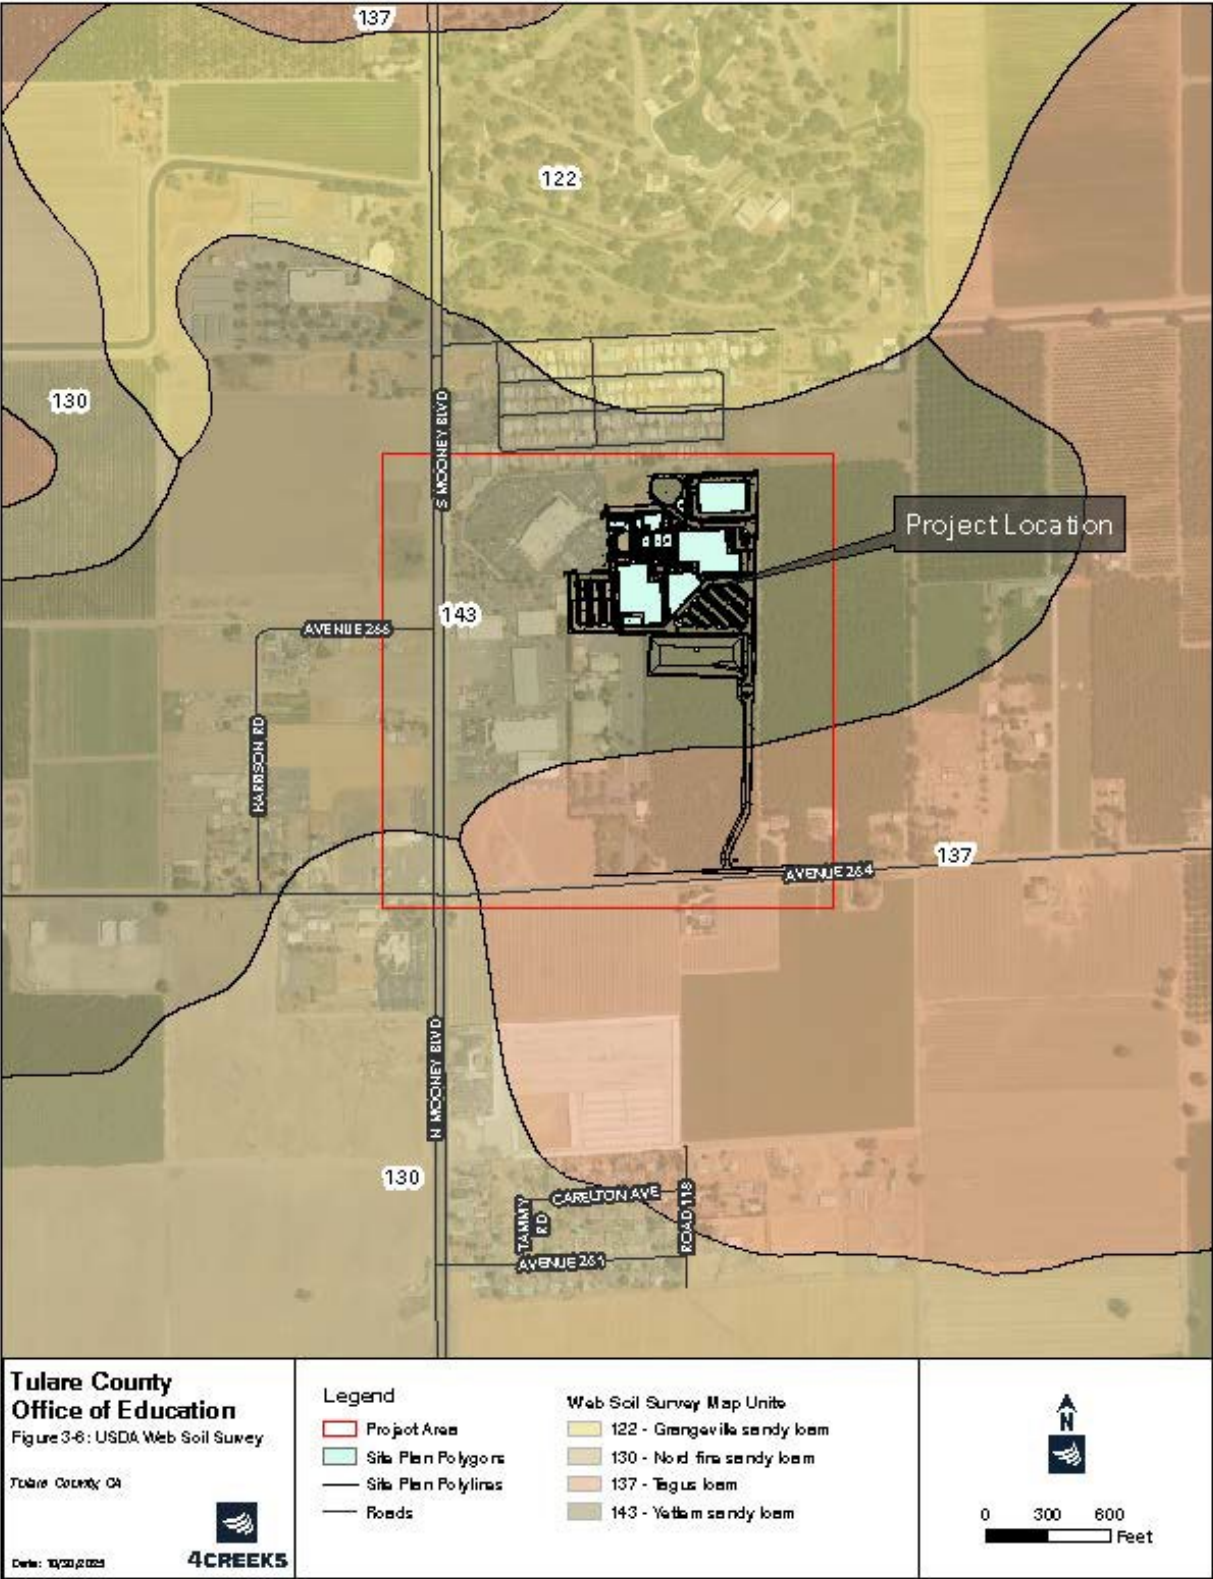 137
122
130
S MOONEY BLVD
Project Location
143
AVENUE 266
HARRISON RD
137
AVENUE 264
N MOONEY BLVD
130
CARELTON AVE
TAMMY
RD
ROAD 118
AVENUE 261
Tulare County
Office of Education
Figure 3-6: USDA Web Soil Survey
Tulare County, CA
Date: 10/30/2025
4CREEKS
Legend
Project Area
Site Plan Polygons
Site Plan Polylines
Roads
Web Soil Survey Map Units
122 - Grangeville sandy loam
130 - Nord fine sandy loam
137 - Tagus loam
143 - Yettem sandy loam
N
0 300 600
Feet